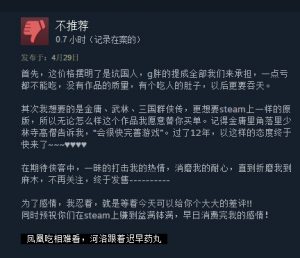 不推荐
0.7 小时（记录在案的）
发布于：4月29日
首先，这价格摆明了是坑国人，g胖的提成全部我们来承担，一点亏
都不能吃，没有作品的质量，有个吃人的肚子，以后更要吞天。
其次我想要的是金庸、武林、三国群侠传，更想要steam上一样的原
版，所以无论怎么样这个作品我愿意替你买单。记得金庸里角落里少
林寺高僧告诉我，“会很快完善游戏”。过了12年，以这样的态度终于
快来了~~~♥♥♥♥
在期待侠客中，一昧的打击我的热情，消磨我的耐心，直到折磨我到
麻木，不再关注，终于发售----------
为了感情，我忍着，就是等着今天可以给你个大大的差评!!
同时预祝你们在steam上赚到盆满钵满，早日消费完我的感情！
凤凰吃相难看，河洛跟着迟早药丸